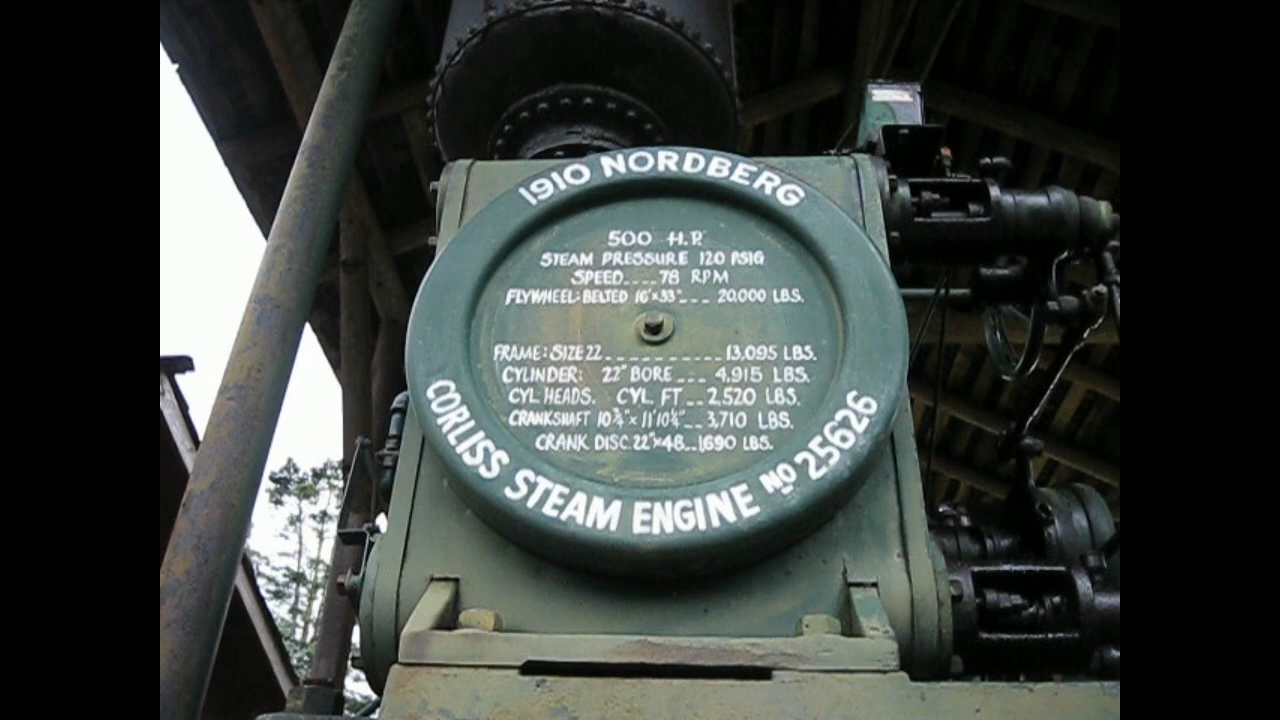 1910 NORDBERG
500 H.P.
STEAM PRESSURE 120 PSIG
SPEED....78 RPM
FLYWHEEL: BELTED 16'x33"... 20,000 LBS.
FRAME: SIZE 22.......... 13,095 LBS.
CYLINDER: 22" BORE... 4,915 LBS.
CYL HEADS. CYL. FT.. 2,520 LBS.
CRANKSHAFT 10¾"x 11'10¼".. 3,710 LBS.
CRANK DISC. 22"x48.. 1,690 LBS.
CORLISS STEAM ENGINE NO 25626